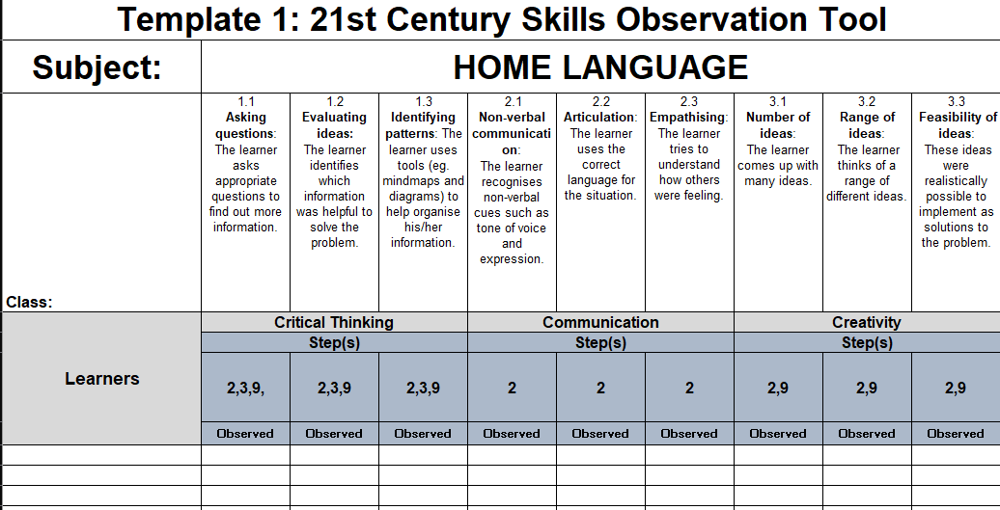 Template 1: 21st Century Skills Observation Tool
Subject:
HOME LANGUAGE
1.1
Asking
questions:
The learner
asks
appropriate
questions to
find out more
information.
1.2
Evaluating
ideas:
The learner
identifies
which
information
was helpful to
solve the
problem.
1.3
Identifying
patterns: The
learner uses
tools (eg.
mindmaps and
diagrams) to
help organise
his/her
information.
2.1
Non-verbal
communicati
on:
The learner
recognises
non-verbal
cues such as
tone of voice
and
expression.
2.2
Articulation:
The learner
uses the
correct
language for
the situation.
2.3
Empathising:
The learner
tries to
understand
how others
were feeling.
3.1
Number of
ideas:
The learner
comes up with
many ideas.
3.2
Range of
ideas:
The learner
thinks of a
range of
different ideas.
3.3
Feasibility of
ideas:
These ideas
were
realistically
possible to
implement as
solutions to
the problem.
Class:
Learners
Critical Thinking
Communication
Creativity
Step(s)
Step(s)
Step(s)
2,3,9,
2,3,9
2,3,9
2
2
2
2,9
2,9
2,9
Observed
Observed
Observed
Observed
Observed
Observed
Observed
Observed
Observed